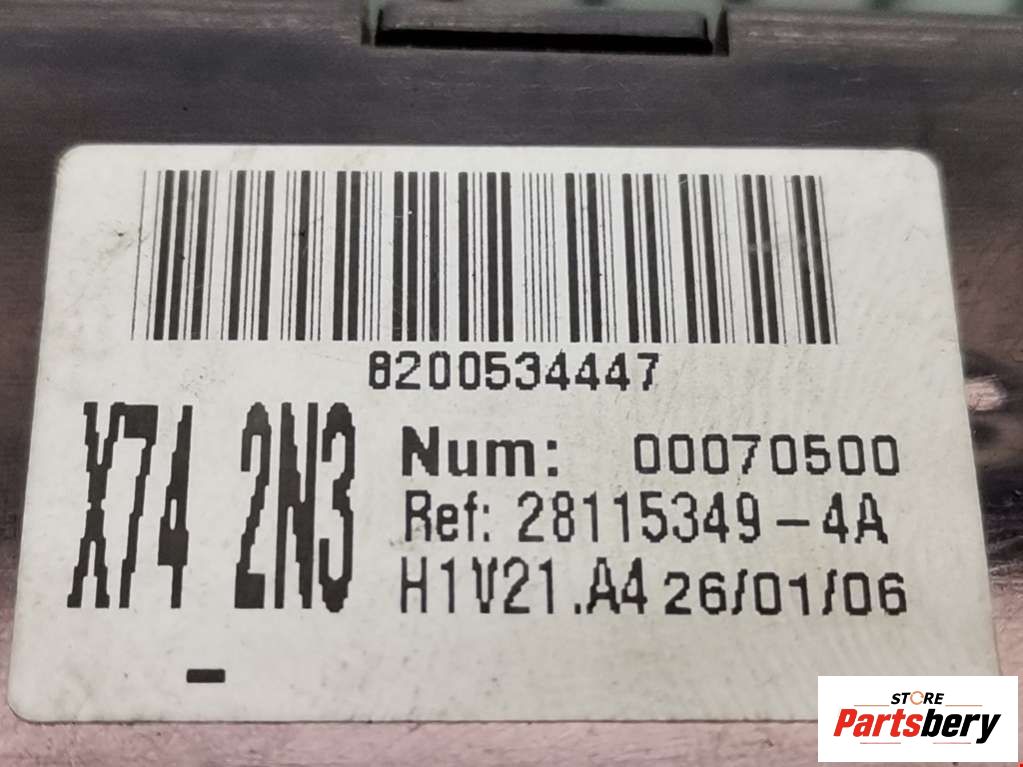 8200534447
X74 2N3
Num: 00070500
Ref: 28115349-4A
H1V21.A4 26/01/06
-
STORE
Partsbery